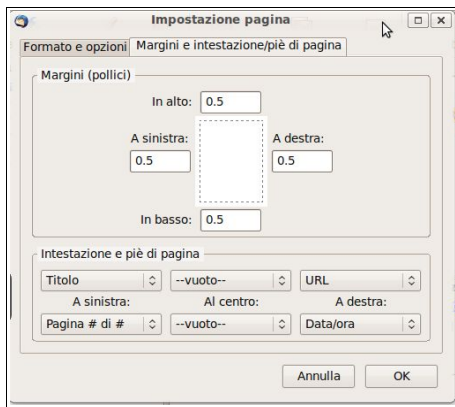 Impostazione pagina
Formato e opzioni Margini e intestazione/piè di pagina
Margini (pollici)
In alto: 0.5
A sinistra: A destra:
0.5 0.5
In basso: 0.5
Intestazione e piè di pagina
Titolo --vuoto-- URL
A sinistra: Al centro: A destra:
Pagina # di # --vuoto-- Data/ora
Annulla OK